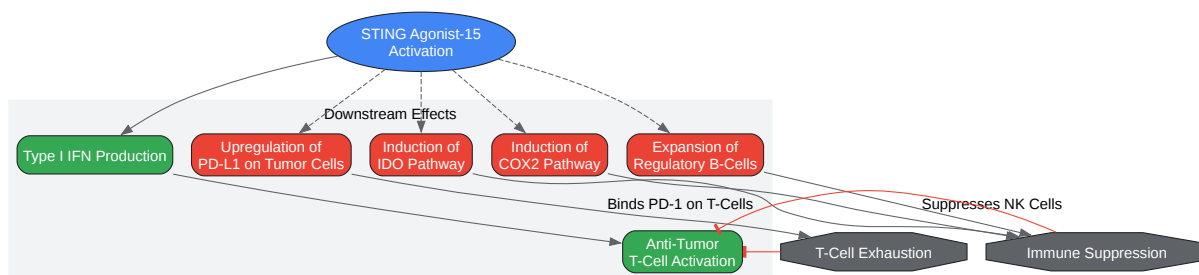 STING Agonist-15
Activation
Downstream Effects
Type I IFN Production
Upregulation of
PD-L1 on Tumor Cells
Induction of
IDO Pathway
Induction of
COX2 Pathway
Expansion of
Regulatory B-Cells
Binds PD-1 on T-Cells
Suppresses NK Cells
Anti-Tumor
T-Cell Activation
T-Cell Exhaustion
Immune Suppression